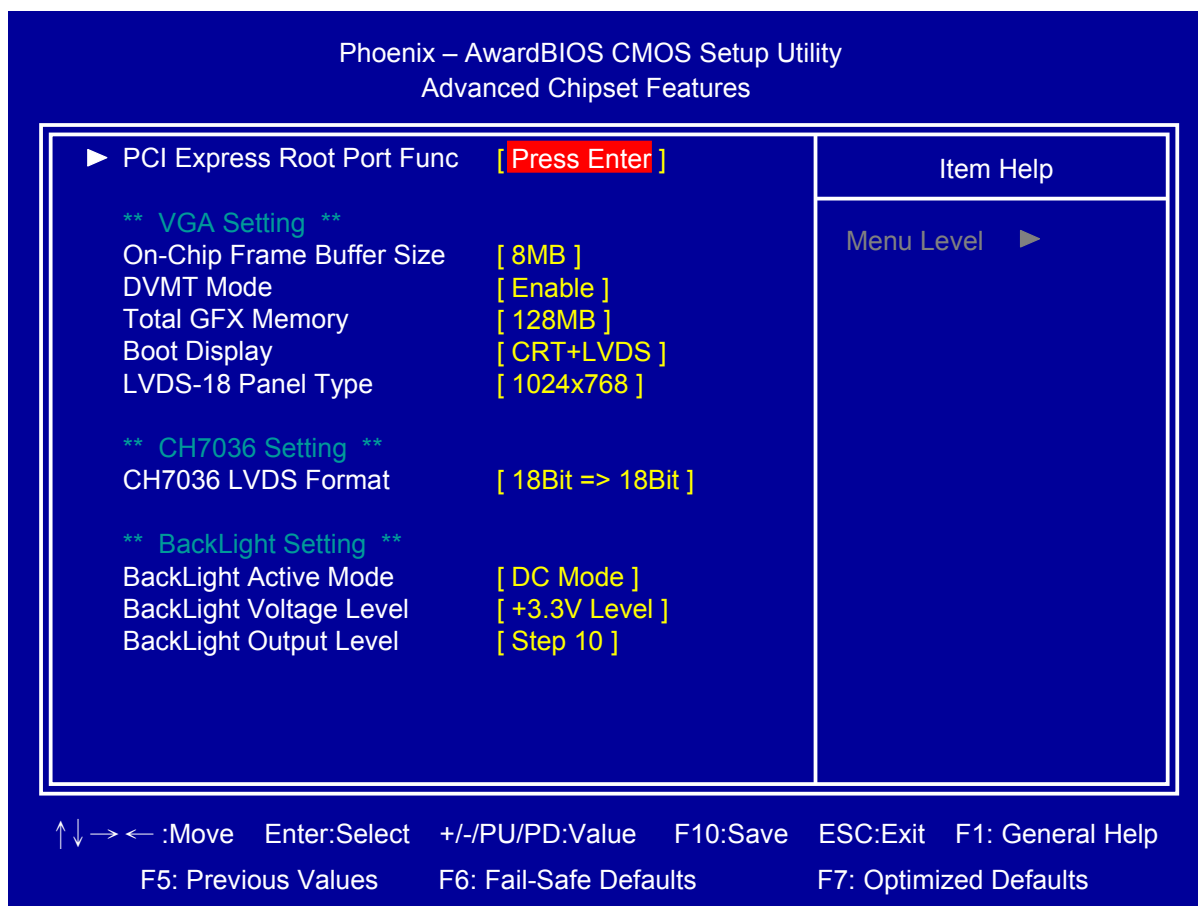 Phoenix – AwardBIOS CMOS Setup Utility
Advanced Chipset Features
► PCI Express Root Port Func [ Press Enter ]
Item Help
** VGA Setting **
Menu Level ►
On-Chip Frame Buffer Size [ 8MB ]
DVMT Mode [ Enable ]
Total GFX Memory [ 128MB ]
Boot Display [ CRT+LVDS ]
LVDS-18 Panel Type [ 1024x768 ]
** CH7036 Setting **
CH7036 LVDS Format [ 18Bit => 18Bit ]
** BackLight Setting **
BackLight Active Mode [ DC Mode ]
BackLight Voltage Level [ +3.3V Level ]
BackLight Output Level [ Step 10 ]
↑↓→← :Move Enter:Select +/-/PU/PD:Value F10:Save ESC:Exit F1: General Help
F5: Previous Values F6: Fail-Safe Defaults F7: Optimized Defaults